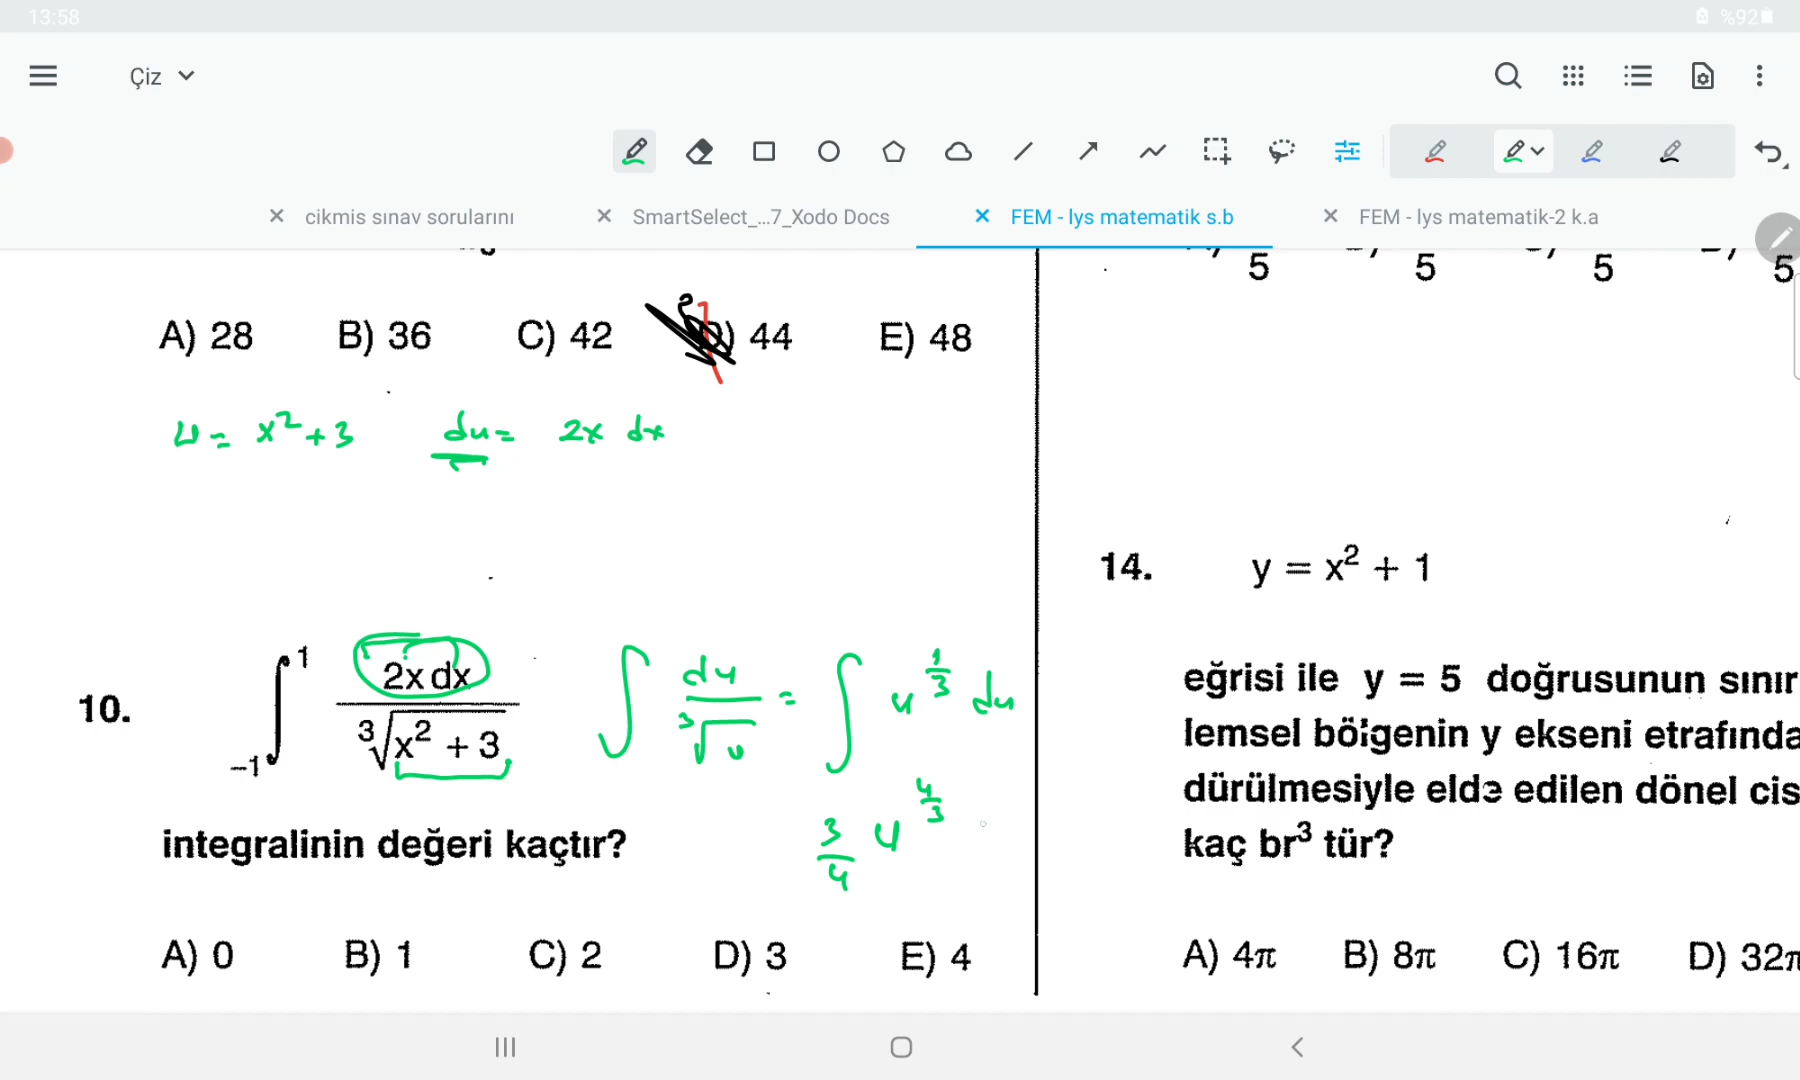 13:58 %92
Çiz
cikmis sınav sorularını SmartSelect_...7_Xodo Docs FEM - lys matematik s.b FEM - lys matematik-2 k.a
A) 28 B) 36 C) 42 D) 44 E) 48
u = x² + 3 du = 2x dx
10. ∫₋₁¹ 2x dx / ³√(x² + 3) ∫ du / ³√u = ∫ u^(1/3) du
3/4 u^(4/3)
integralinin değeri kaçtır?
A) 0 B) 1 C) 2 D) 3 E) 4
5 5 5 5
14. y = x² + 1
eğrisi ile y = 5 doğrusunun sınır
lemsel bölgenin y ekseni etrafında
dürülmesiyle elde edilen dönel cis
kaç br³ tür?
A) 4π B) 8π C) 16π D) 32π